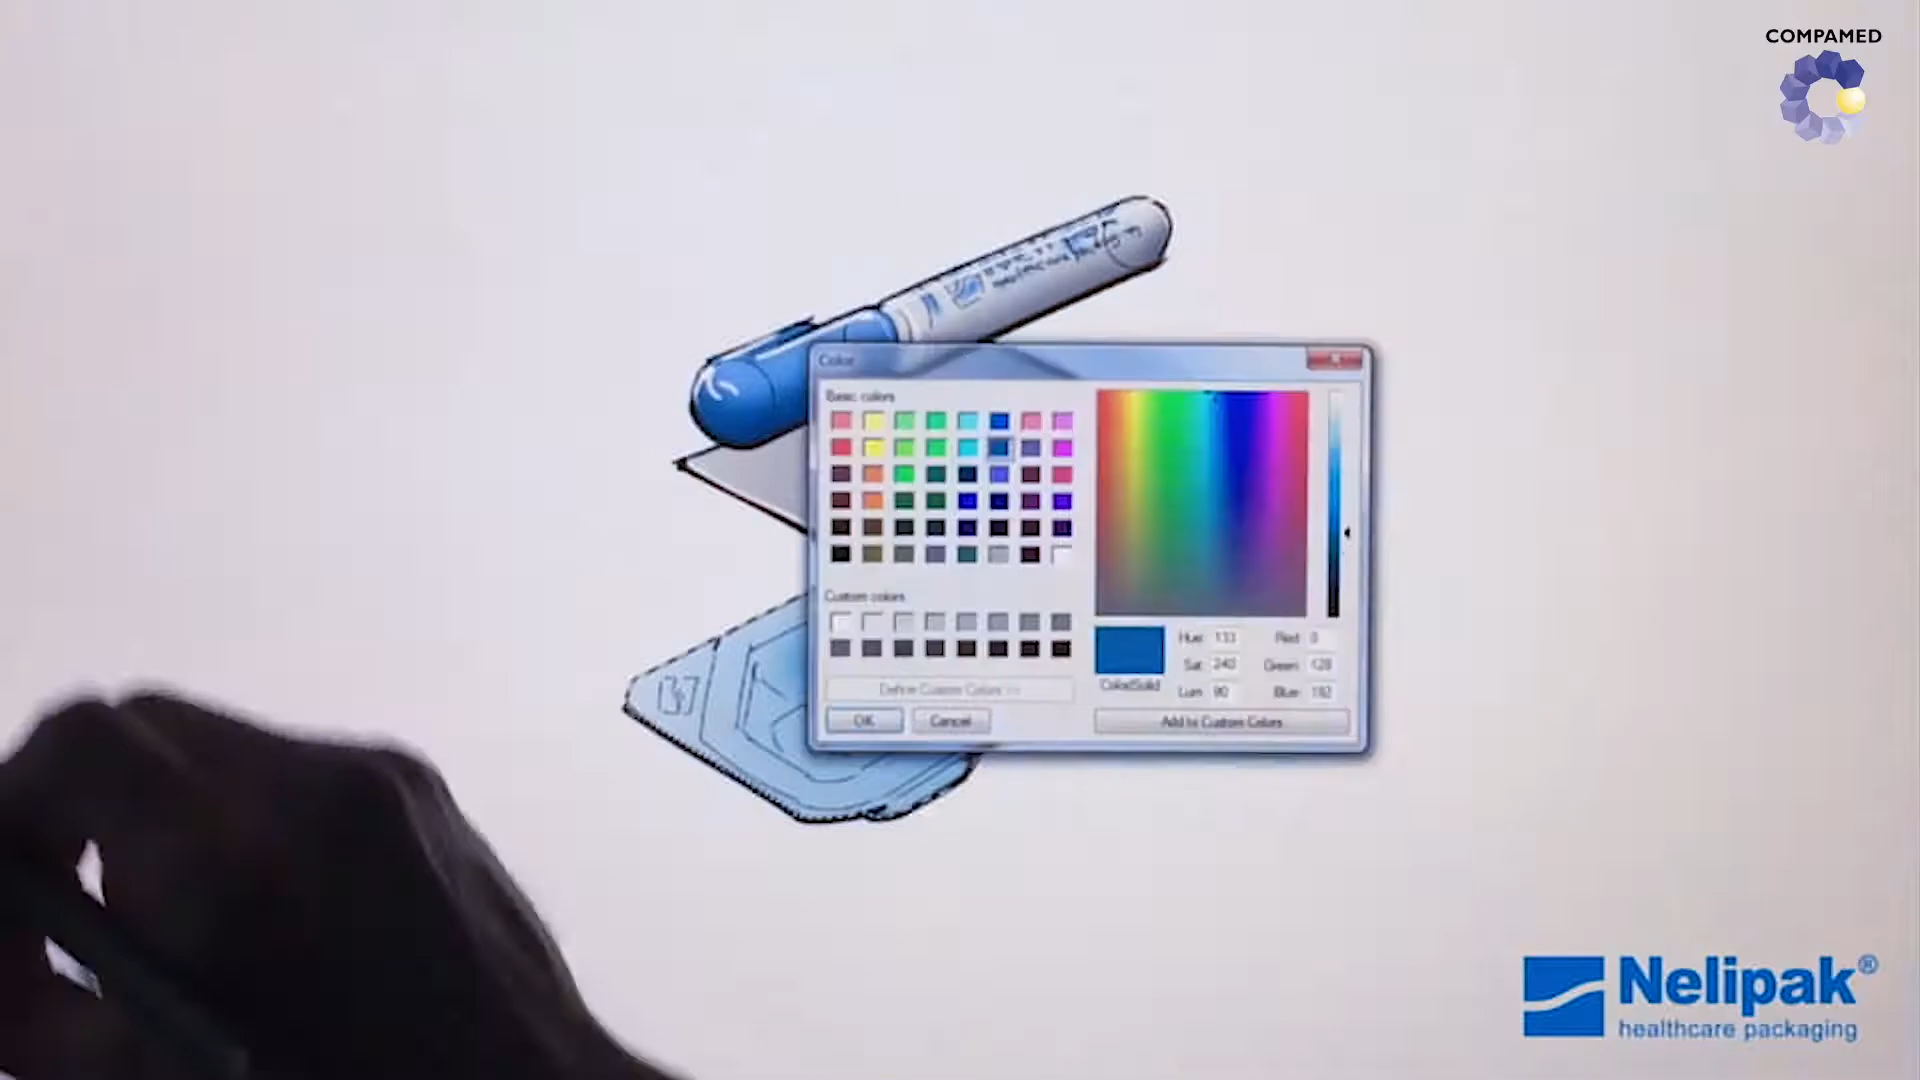 COMPAMED
Color
Basic colors
Custom colors
Define Custom Colors >>
OK
Cancel
Color|Solid
Hue: 133
Sat: 240
Lum: 90
Red: 0
Green: 128
Blue: 192
Add to Custom Colors
Nelipak®
healthcare packaging